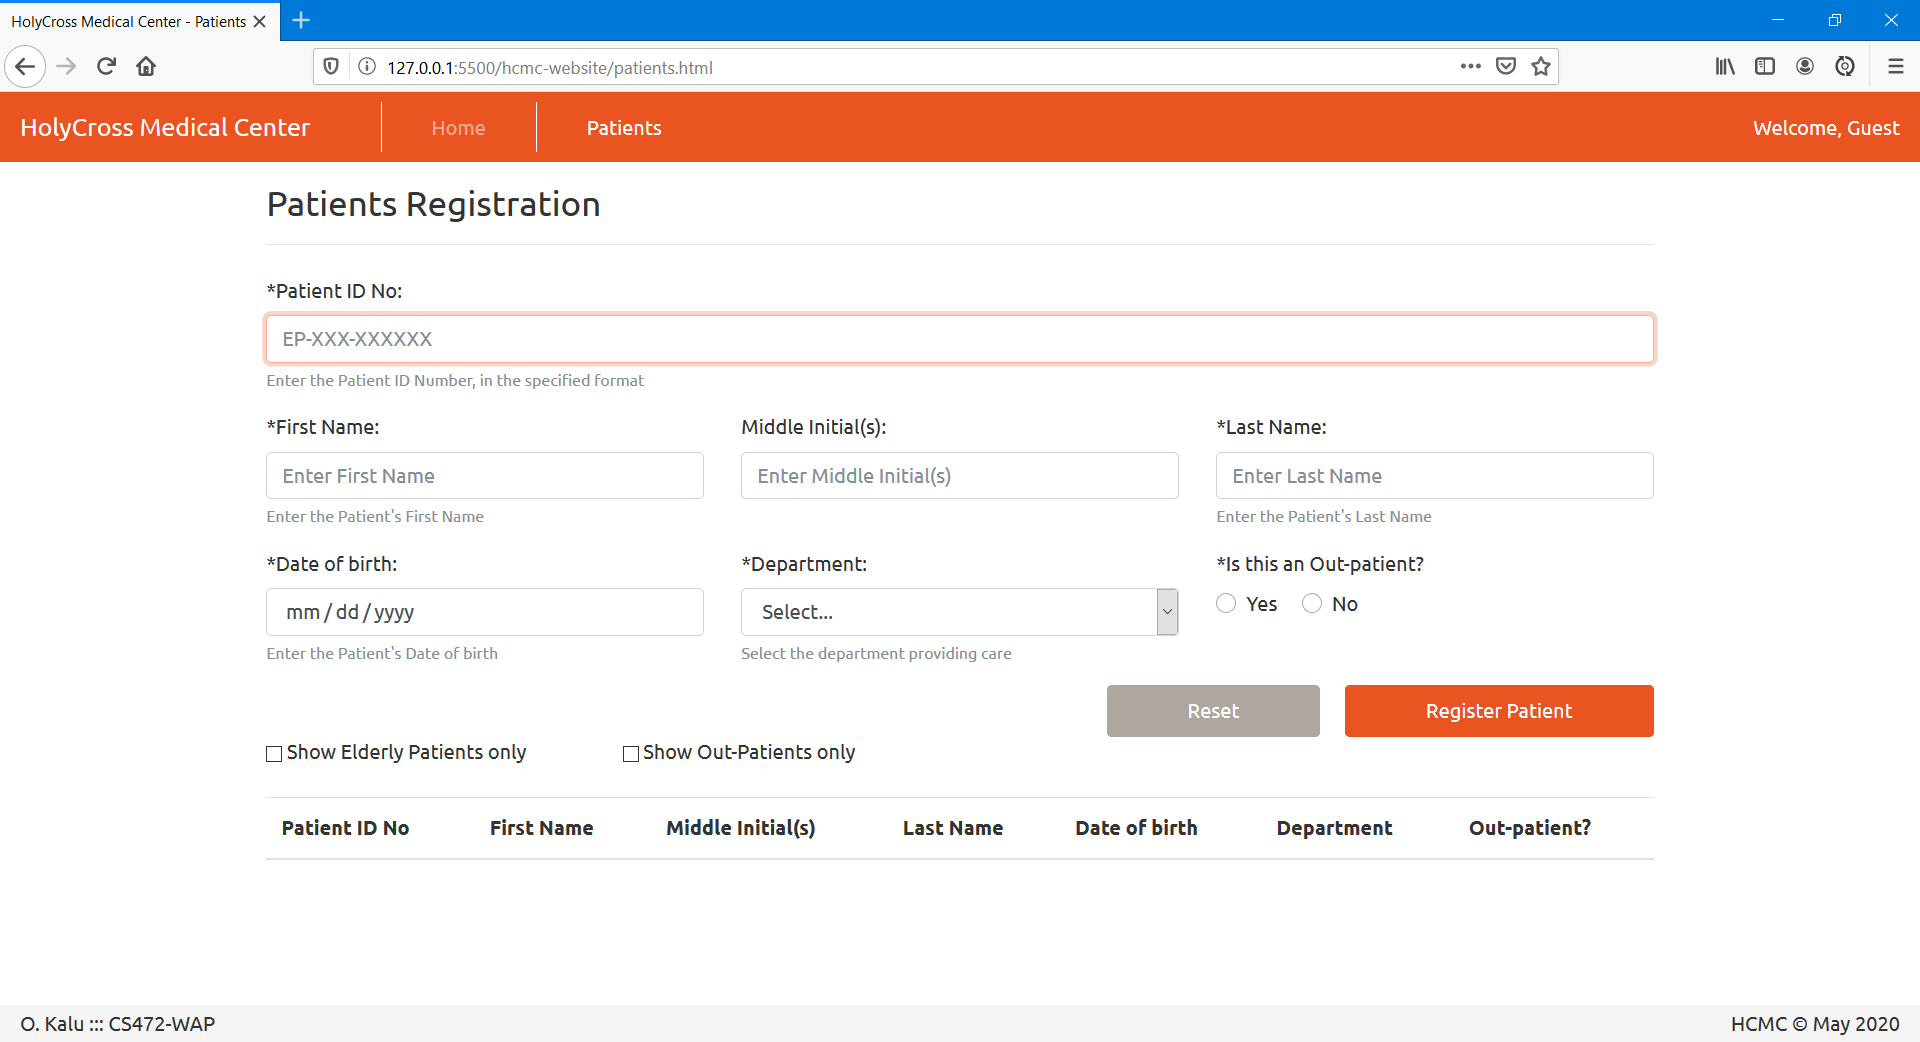 HolyCross Medical Center - Patients
127.0.0.1:5500/hcmc-website/patients.html
HolyCross Medical Center Home Patients Welcome, Guest
Patients Registration
*Patient ID No:
EP-XXX-XXXXXX
Enter the Patient ID Number, in the specified format
*First Name: Middle Initial(s): *Last Name:
Enter First Name Enter Middle Initial(s) Enter Last Name
Enter the Patient's First Name Enter the Patient's Last Name
*Date of birth: *Department: *Is this an Out-patient?
mm / dd / yyyy Select... Yes No
Enter the Patient's Date of birth Select the department providing care
Reset Register Patient
Show Elderly Patients only Show Out-Patients only
Patient ID No First Name Middle Initial(s) Last Name Date of birth Department Out-patient?
O. Kalu ::: CS472-WAP HCMC © May 2020